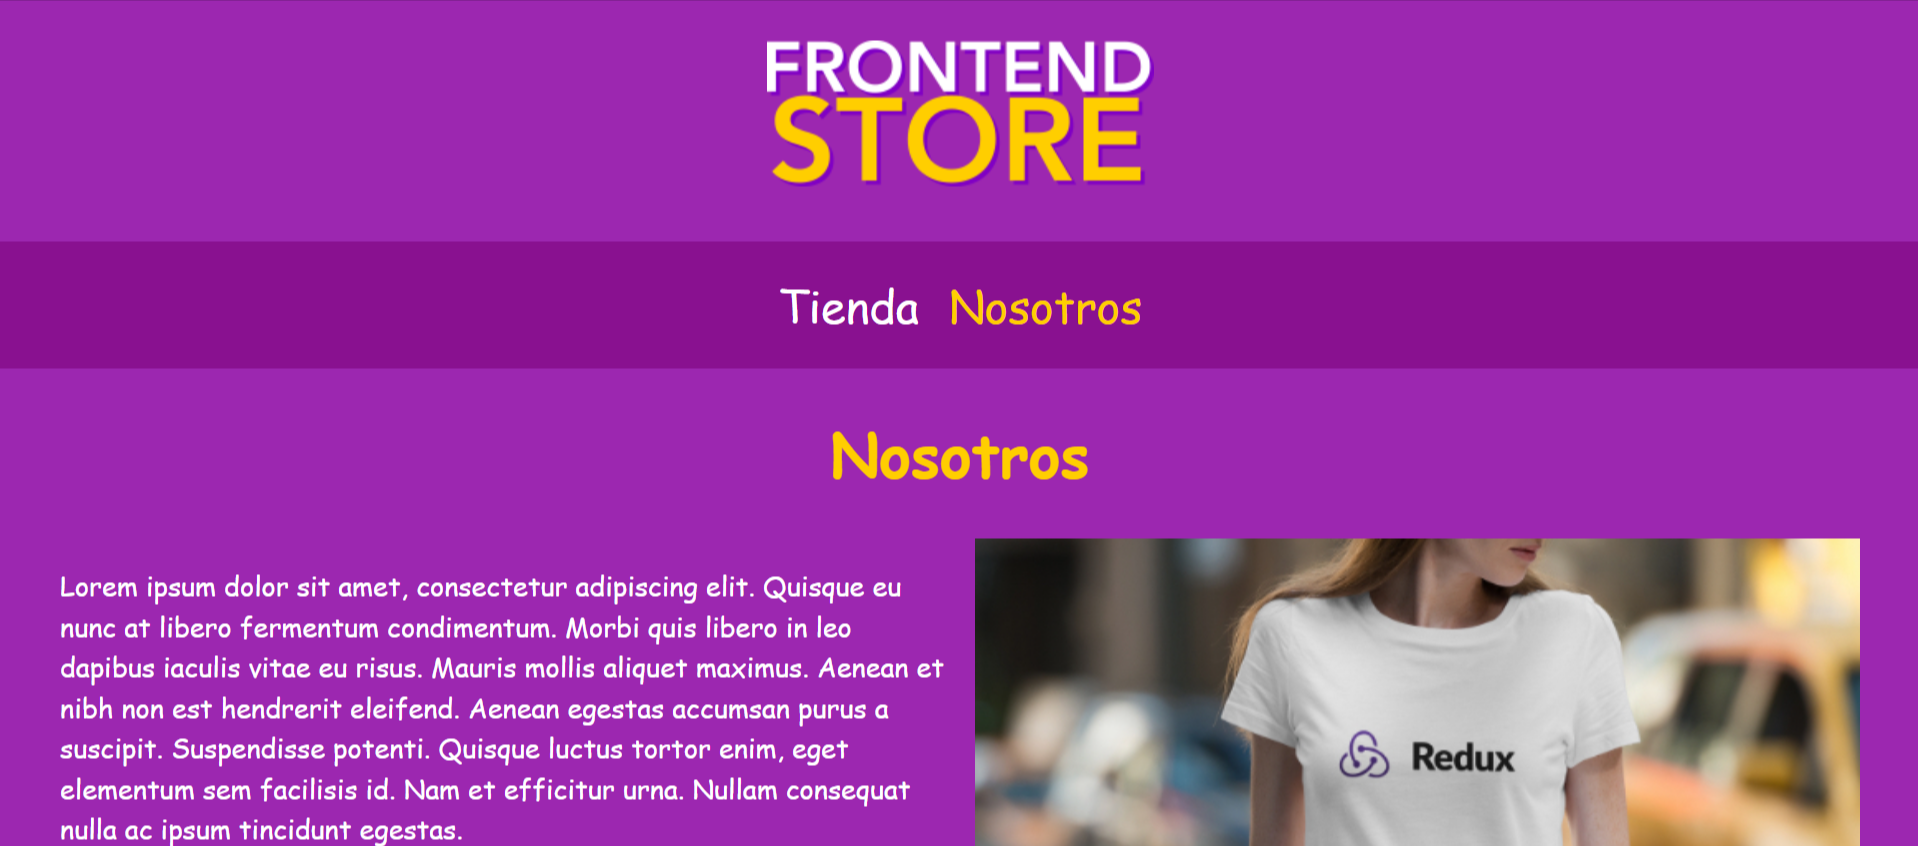 FRONTEND
STORE
Tienda Nosotros
Nosotros
Lorem ipsum dolor sit amet, consectetur adipiscing elit. Quisque eu
nunc at libero fermentum condimentum. Morbi quis libero in leo
dapibus iaculis vitae eu risus. Mauris mollis aliquet maximus. Aenean et
nibh non est hendrerit eleifend. Aenean egestas accumsan purus a
suscipit. Suspendisse potenti. Quisque luctus tortor enim, eget
elementum sem facilisis id. Nam et efficitur urna. Nullam consequat
nulla ac ipsum tincidunt egestas.
Redux